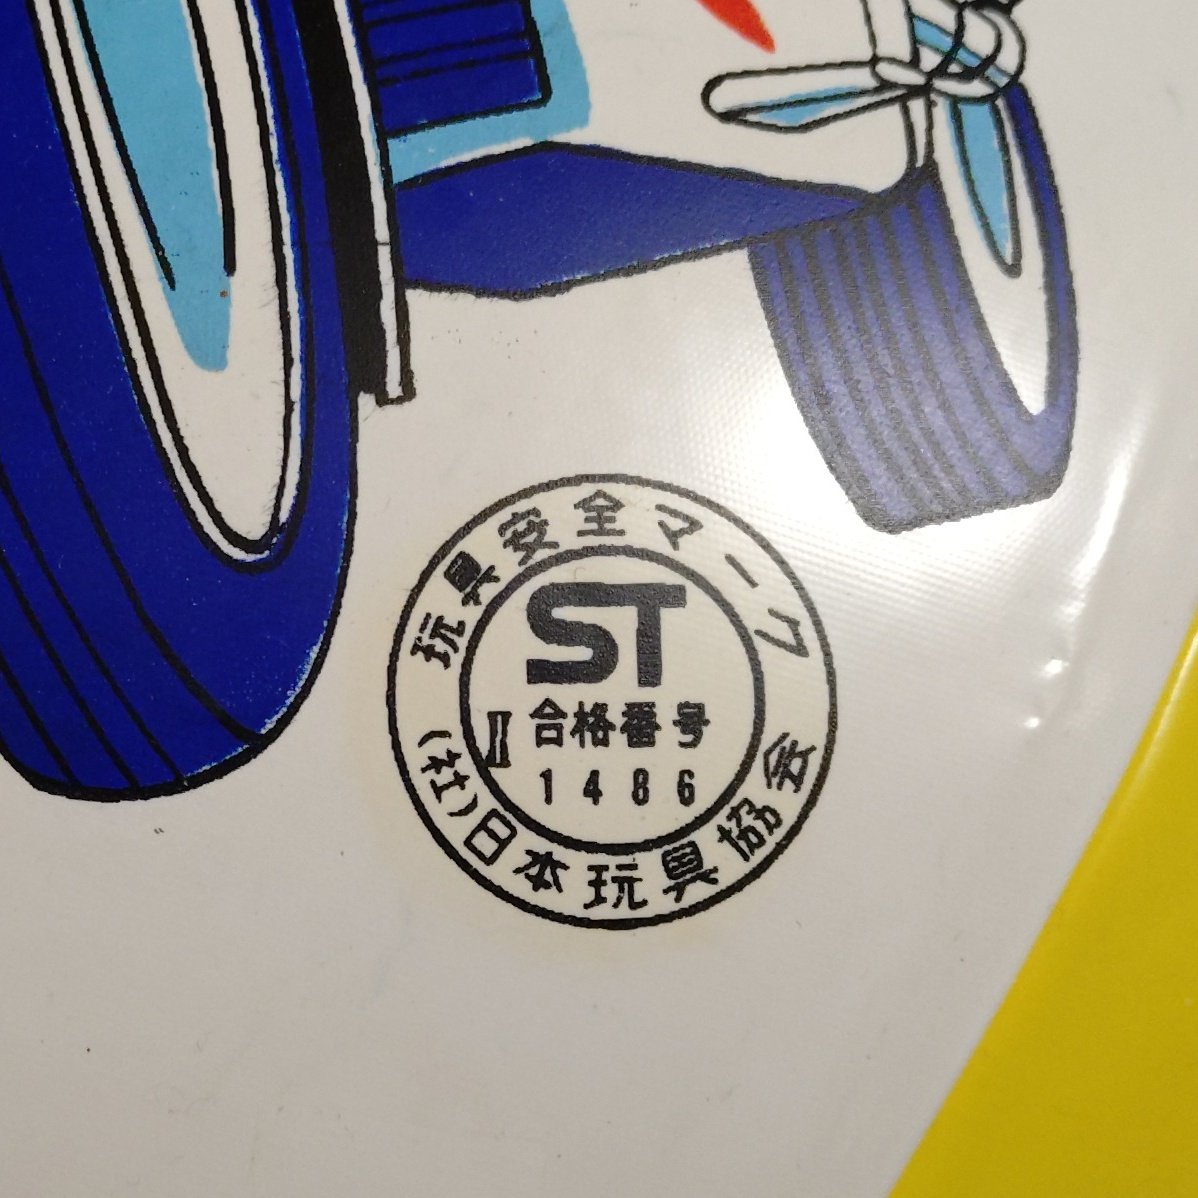 玩具安全マーク
ST
合格番号
II 1486
(社)日本玩具協会